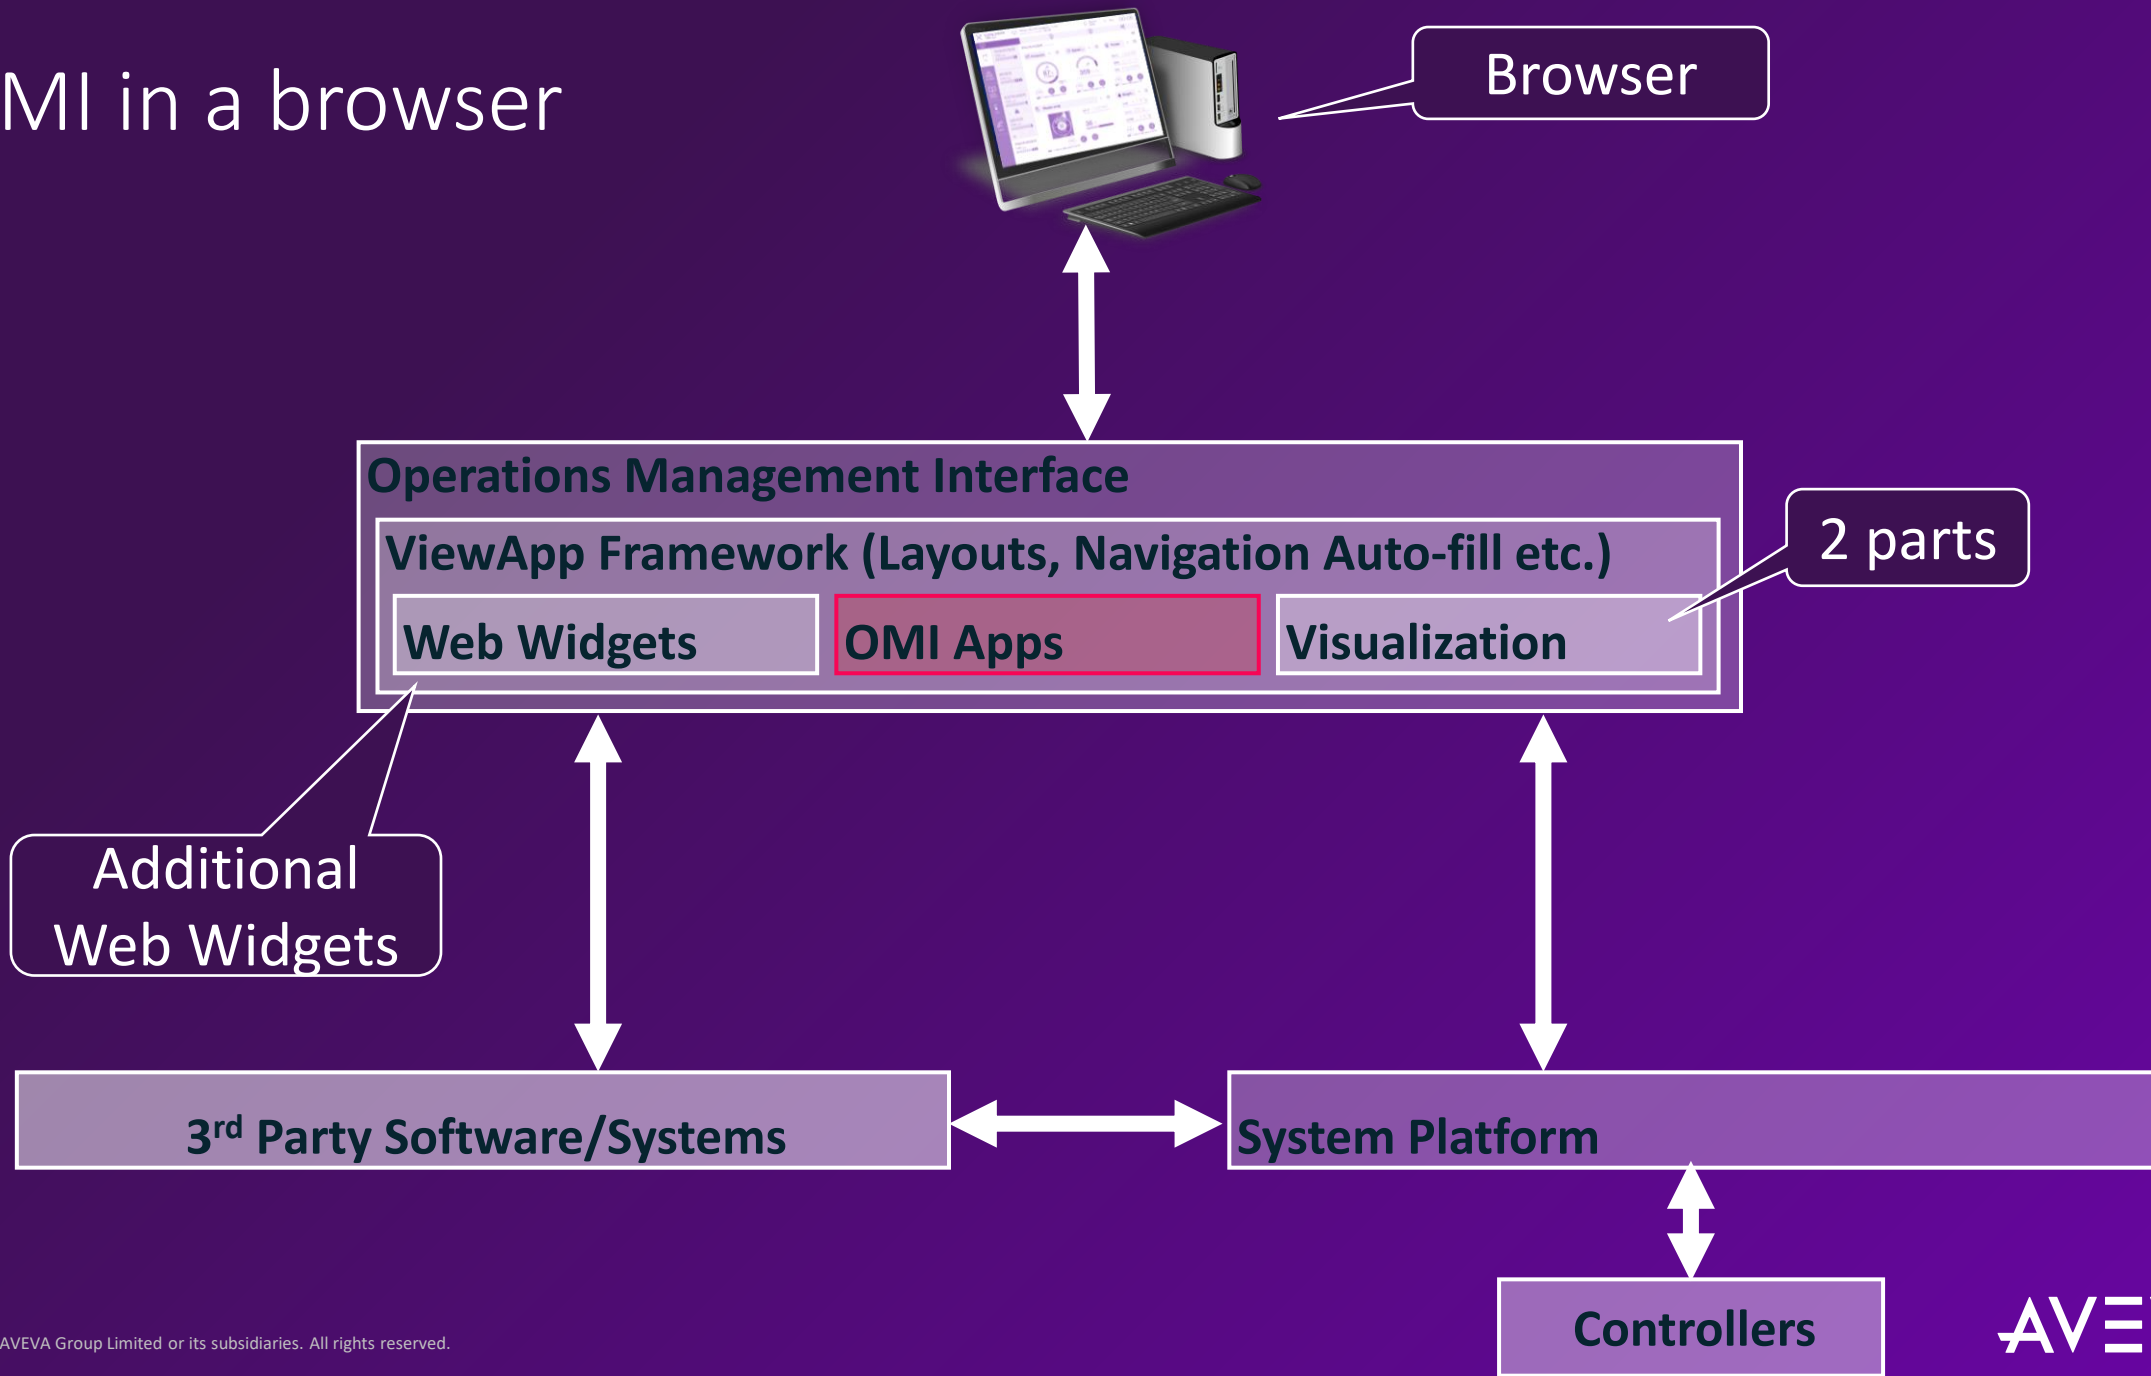 MI in a browser
Browser
Operations Management Interface
ViewApp Framework (Layouts, Navigation Auto-fill etc.)
2 parts
Web Widgets
OMI Apps
Visualization
Additional
Web Widgets
3rd Party Software/Systems
System Platform
Controllers
AVEVA Group Limited or its subsidiaries. All rights reserved.
AVE